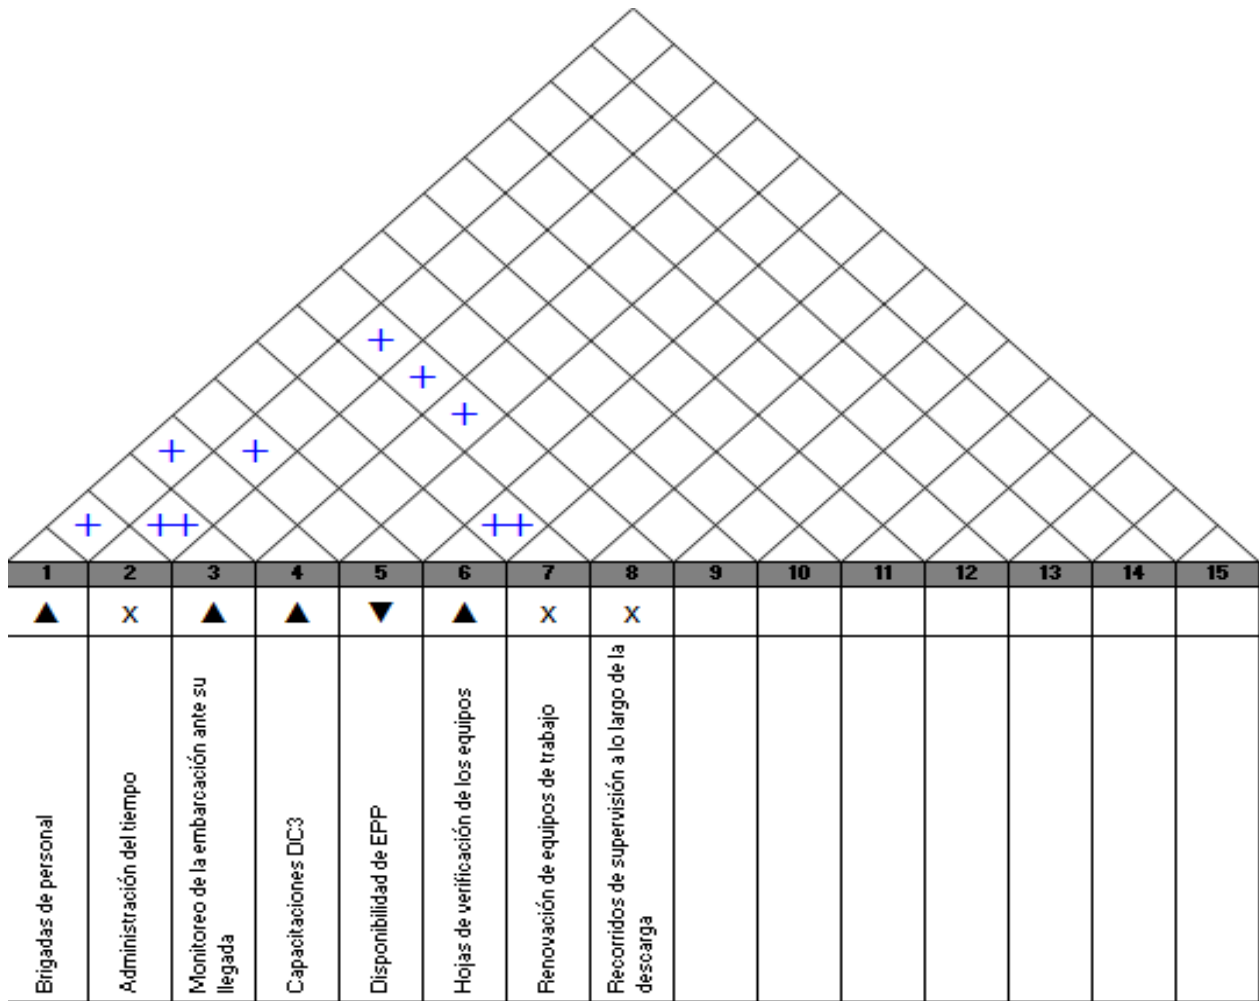 +
+
+
+ +
+ ++ ++
1 2 3 4 5 6 7 8 9 10 11 12 13 14 15
▲ x ▲ ▲ ▼ ▲ x x
Brigadas de personal
Administración del tiempo
Monitoreo de la embarcación ante su
llegada
Capacitaciones DC3
Disponibilidad de EPP
Hojas de verificación de los equipos
Renovación de equipos de trabajo
Recorridos de supervisión a lo largo de la
descarga